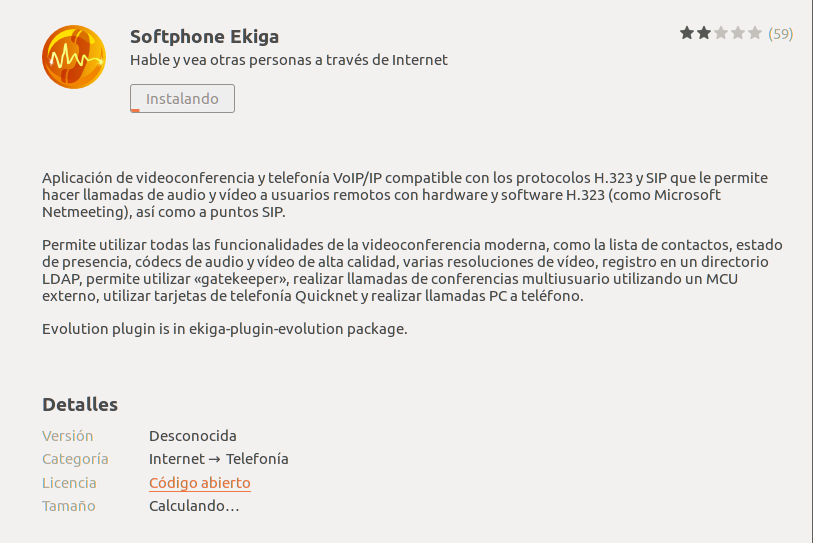 Softphone Ekiga
(59)
Hable y vea otras personas a través de Internet
Instalando
Aplicación de videoconferencia y telefonía VoIP/IP compatible con los protocolos H.323 y SIP que le permite
hacer llamadas de audio y vídeo a usuarios remotos con hardware y software H.323 (como Microsoft
Netmeeting), así como a puntos SIP.
Permite utilizar todas las funcionalidades de la videoconferencia moderna, como la lista de contactos, estado
de presencia, códecs de audio y vídeo de alta calidad, varias resoluciones de vídeo, registro en un directorio
LDAP, permite utilizar «gatekeeper», realizar llamadas de conferencias multiusuario utilizando un MCU
externo, utilizar tarjetas de telefonía Quicknet y realizar llamadas PC a teléfono.
Evolution plugin is in ekiga-plugin-evolution package.
Detalles
Versión Desconocida
Categoría Internet → Telefonía
Licencia Código abierto
Tamaño Calculando…